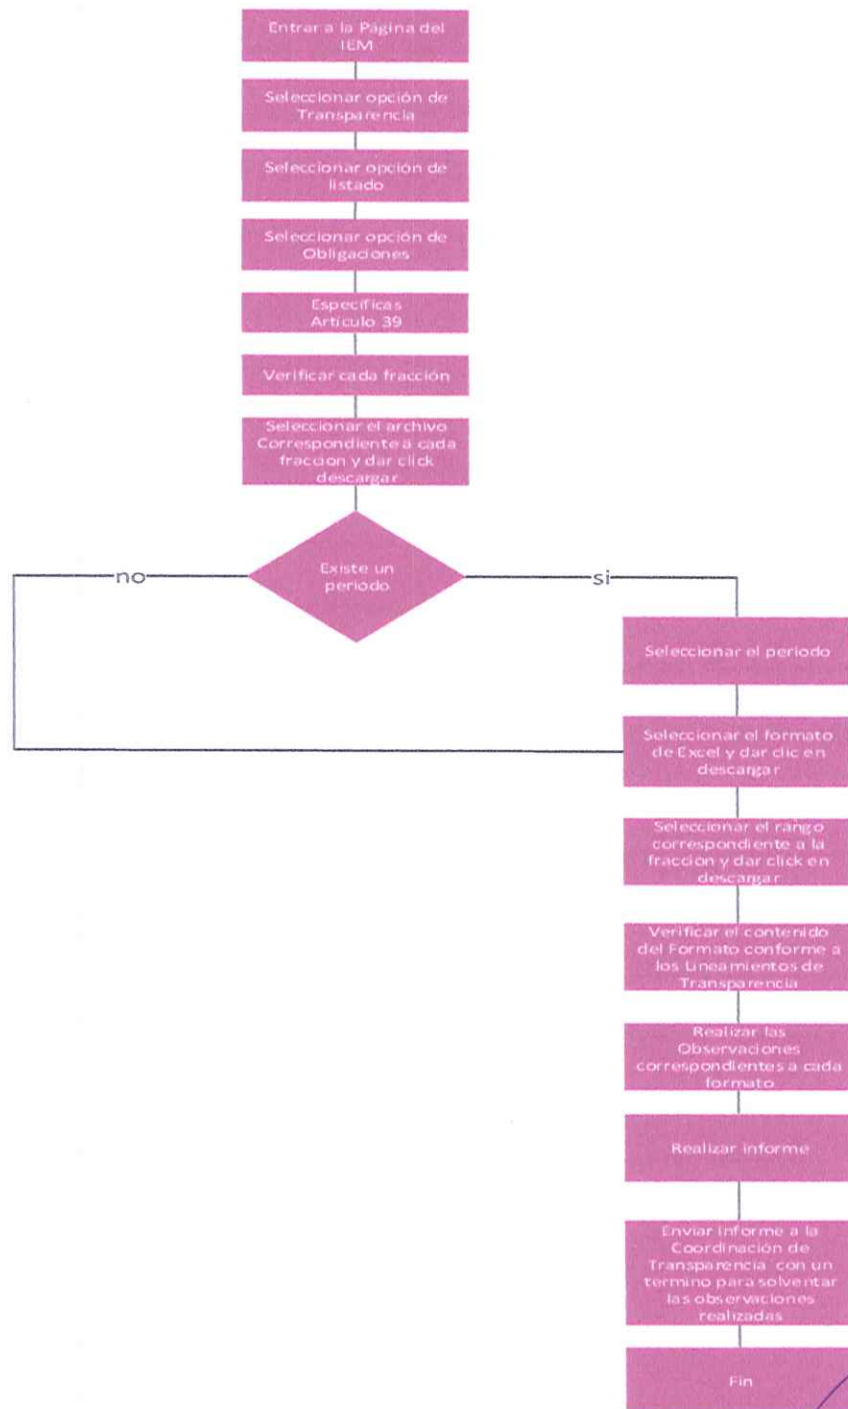 Entrar a la Página del
IEM
Seleccionar opción de
Transparencia
Seleccionar opción de
listado
Seleccionar opción de
Obligaciones
Específicas
Artículo 39
Verificar cada fracción
Seleccionar el archivo
Correspondiente a cada
fraccion y dar click
descargar
Existe un
periodo
no
si
Seleccionar el periodo
Seleccionar el formato
de Excel y dar clic en
descargar
Seleccionar el rango
correspondiente a la
fraccion y dar click en
descargar
Verificar el contenido
del Formato conforme a
los Lineamientos de
Transparencia
Realizar las
Observaciones
correspondientes a cada
formato
Realizar informe
Enviar informe a la
Coordinación de
Transparencia con un
termino para solventar
las observaciones
realizadas
Fin